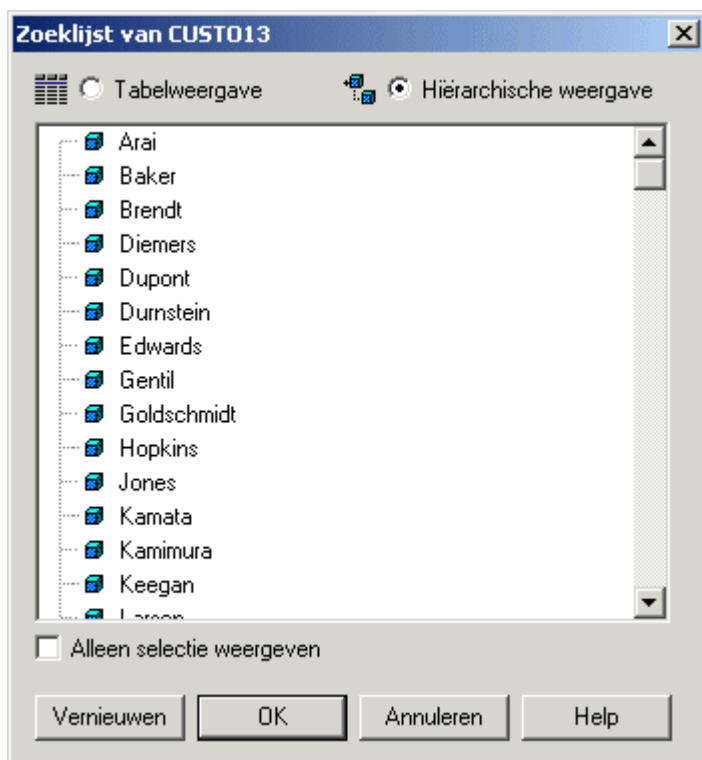 Zoeklijst van CUSTO13
Tabelweergave Hiërarchische weergave
Arai
Baker
Brendt
Diemers
Dupont
Durnstein
Edwards
Gentil
Goldschmidt
Hopkins
Jones
Kamata
Kamimura
Keegan
Larson
Alleen selectie weergeven
Vernieuwen OK Annuleren Help